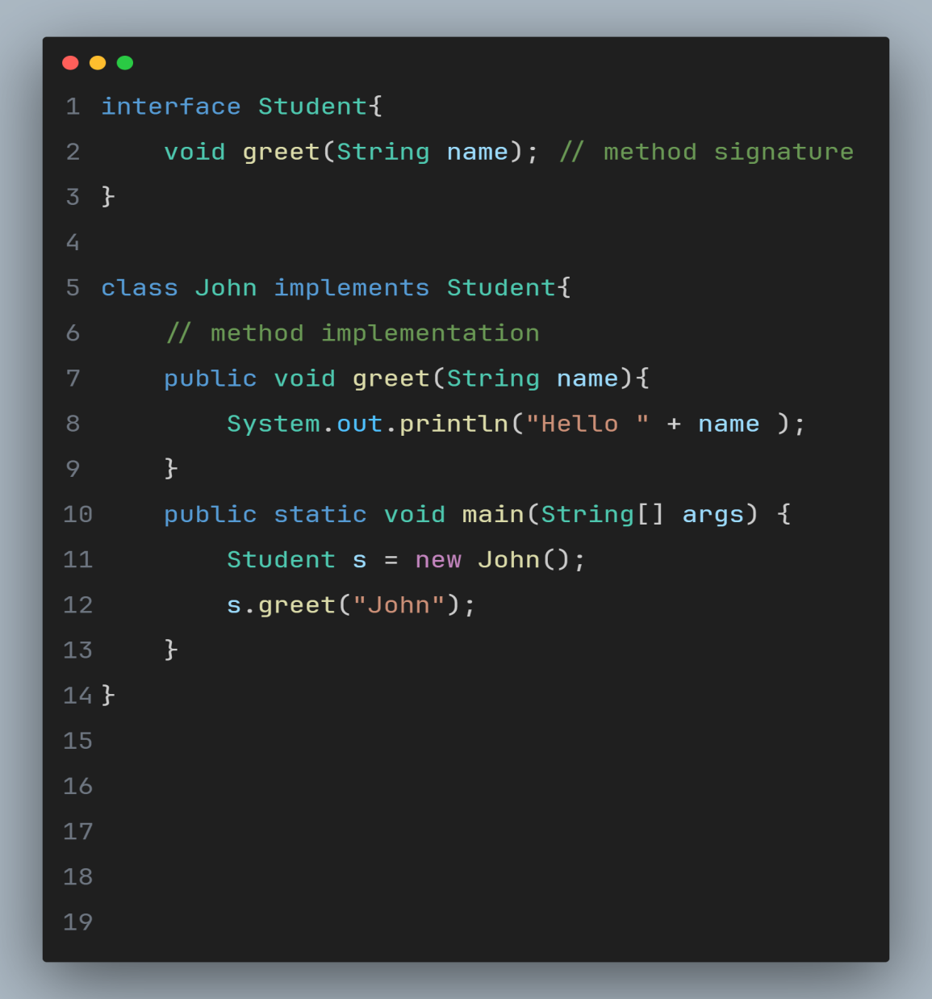 1 interface Student{
2     void greet(String name); // method signature
3 }
4
5 class John implements Student{
6     // method implementation
7     public void greet(String name){
8         System.out.println("Hello " + name );
9     }
10     public static void main(String[] args) {
11         Student s = new John();
12         s.greet("John");
13     }
14 }
15
16
17
18
19